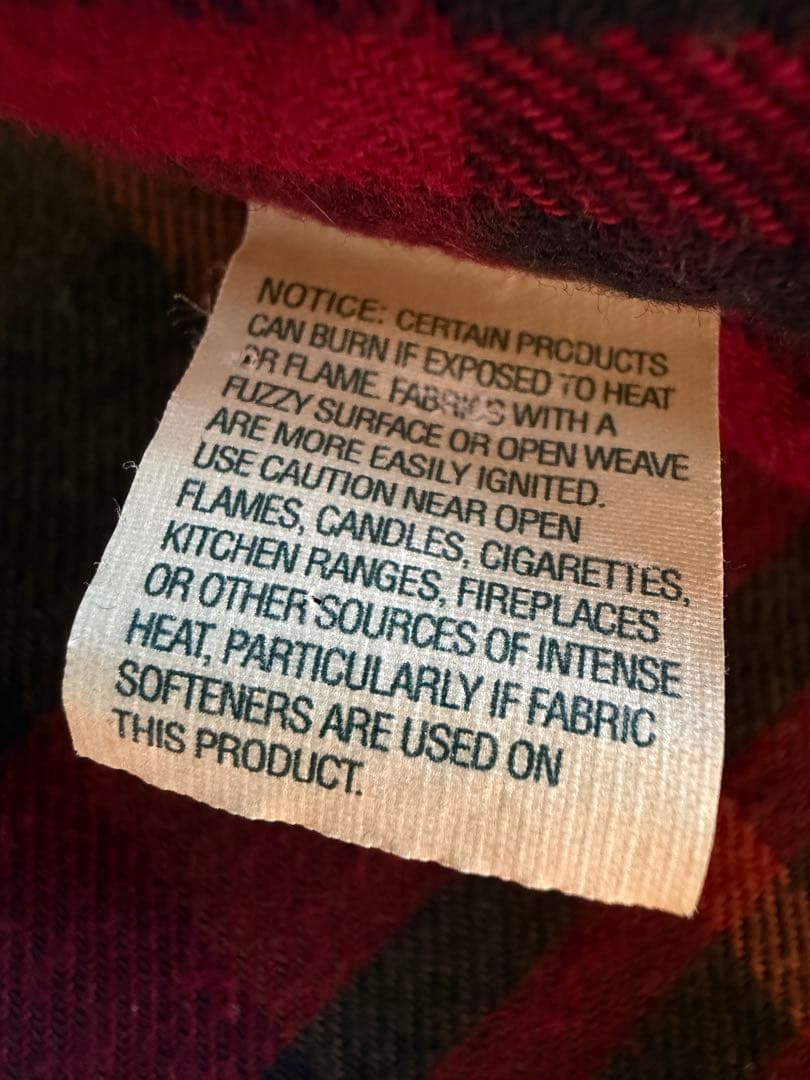 NOTICE: CERTAIN PRODUCTS
CAN BURN IF EXPOSED TO HEAT
OR FLAME. FABRICS WITH A
FUZZY SURFACE OR OPEN WEAVE
ARE MORE EASILY IGNITED.
USE CAUTION NEAR OPEN
FLAMES, CANDLES, CIGARETTES,
KITCHEN RANGES, FIREPLACES
OR OTHER SOURCES OF INTENSE
HEAT, PARTICULARLY IF FABRIC
SOFTENERS ARE USED ON
THIS PRODUCT.